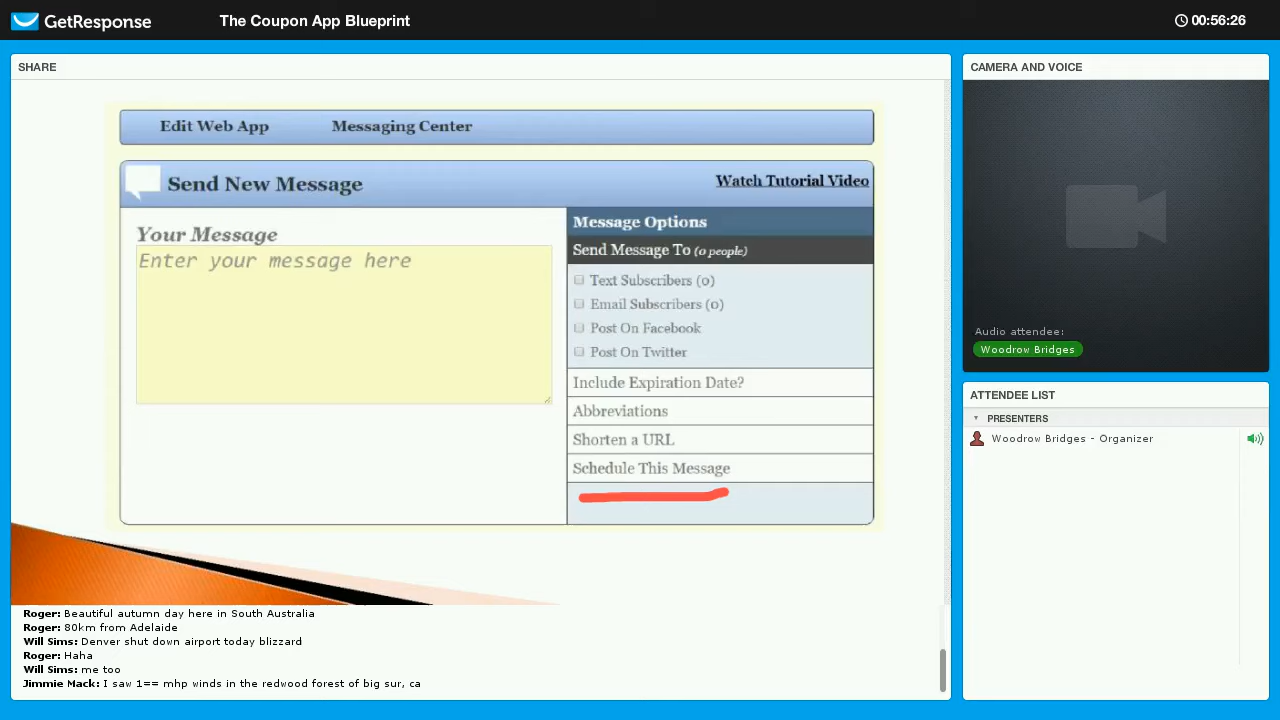 GetResponse
The Coupon App Blueprint
00:56:26
SHARE
Edit Web App
Messaging Center
Send New Message
Watch Tutorial Video
Your Message
Enter your message here
Message Options
Send Message To (0 people)
Text Subscribers (0)
Email Subscribers (0)
Post On Facebook
Post On Twitter
Include Expiration Date?
Abbreviations
Shorten a URL
Schedule This Message
Roger: Beautiful autumn day here in South Australia
Roger: 80km from Adelaide
Will Sims: Denver shut down airport today blizzard
Roger: Haha
Will Sims: me too
Jimmie Mack: I saw 1== mhp winds in the redwood forest of big sur, ca
CAMERA AND VOICE
Audio attendee:
Woodrow Bridges
ATTENDEE LIST
PRESENTERS
Woodrow Bridges - Organizer